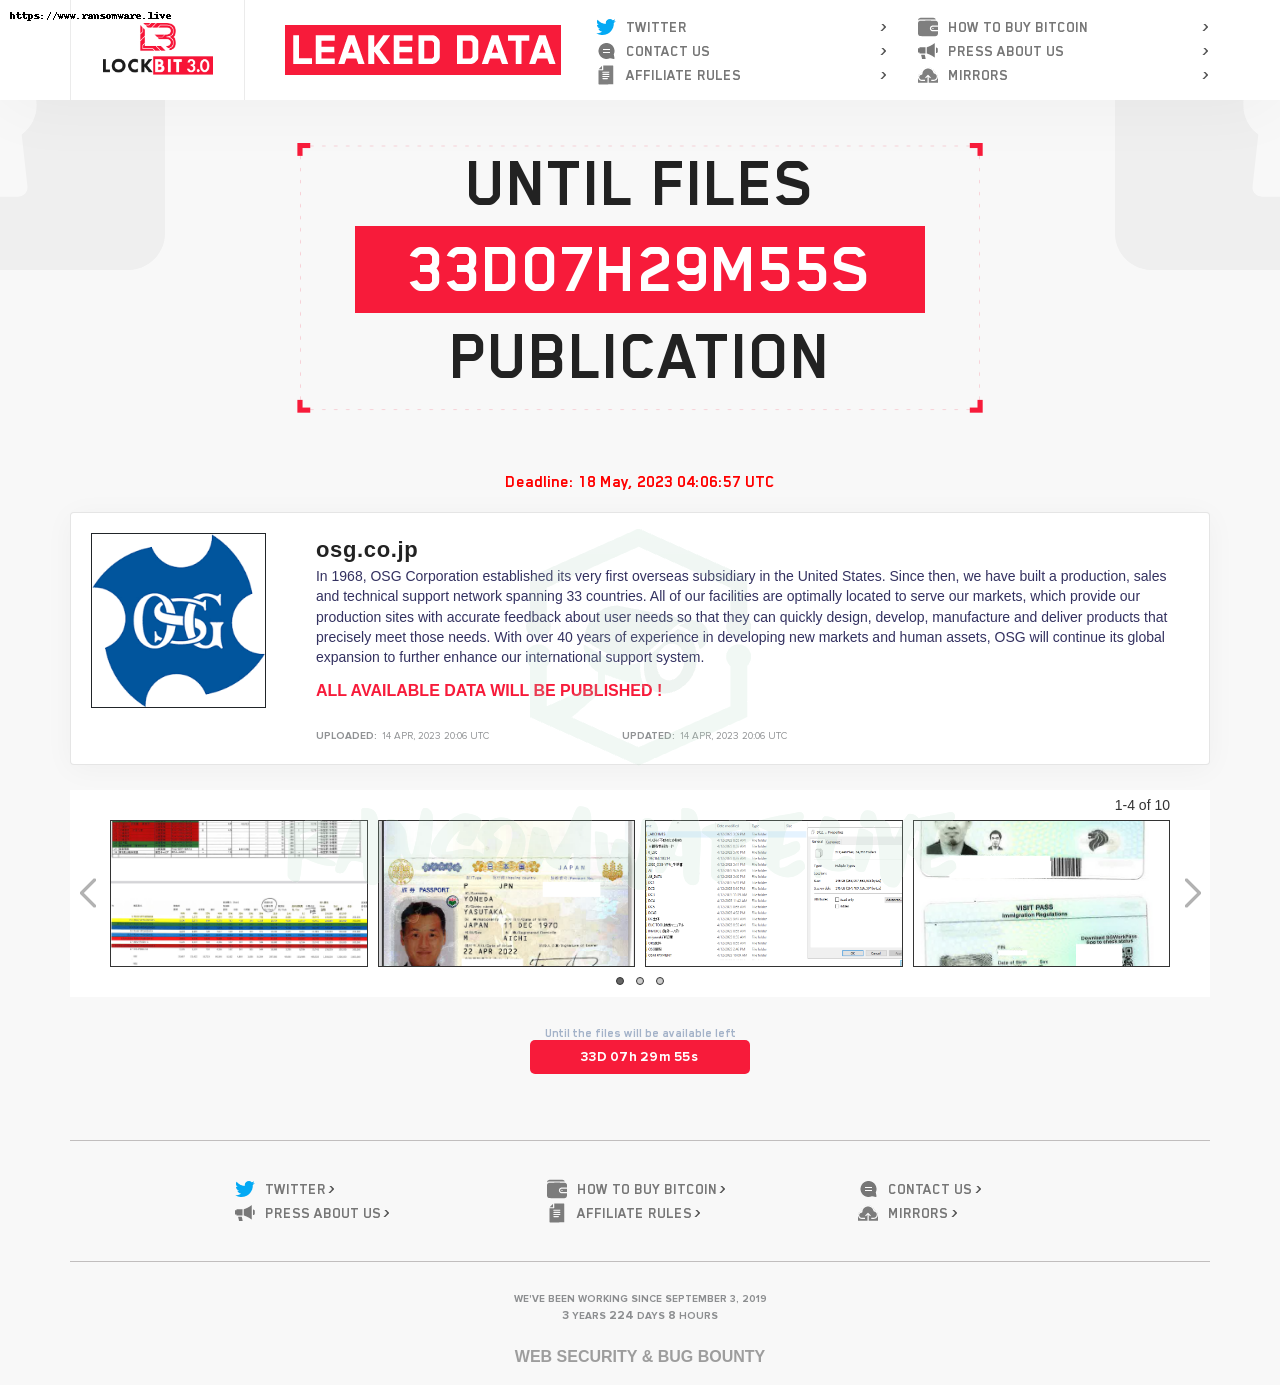 https://www.ransomware.live
LOCKBIT 3.0
LEAKED DATA
TWITTER
CONTACT US
AFFILIATE RULES
HOW TO BUY BITCOIN
PRESS ABOUT US
MIRRORS
UNTIL FILES
33D07H29M55S
PUBLICATION
Deadline: 18 May, 2023 04:06:57 UTC
OSG
osg.co.jp
In 1968, OSG Corporation established its very first overseas subsidiary in the United States. Since then, we have built a production, sales
and technical support network spanning 33 countries. All of our facilities are optimally located to serve our markets, which provide our
production sites with accurate feedback about user needs so that they can quickly design, develop, manufacture and deliver products that
precisely meet those needs. With over 40 years of experience in developing new markets and human assets, OSG will continue its global
expansion to further enhance our international support system.
ALL AVAILABLE DATA WILL BE PUBLISHED !
UPLOADED: 14 APR, 2023 20:06 UTC
UPDATED: 14 APR, 2023 20:06 UTC
1-4 of 10
JAPAN
PASSPORT
P JPN
YONEDA
YASUTAKA
JAPAN 11 DEC 1970
M AICHI
22 APR 2022
VISIT PASS
Immigration Regulations
Download SGWorkPass
App to check status
Date of Birth
Sex
Until the files will be available left
33D 07h 29m 55s
TWITTER
HOW TO BUY BITCOIN
CONTACT US
PRESS ABOUT US
AFFILIATE RULES
MIRRORS
WE'VE BEEN WORKING SINCE SEPTEMBER 3, 2019
3 YEARS 224 DAYS 8 HOURS
WEB SECURITY & BUG BOUNTY